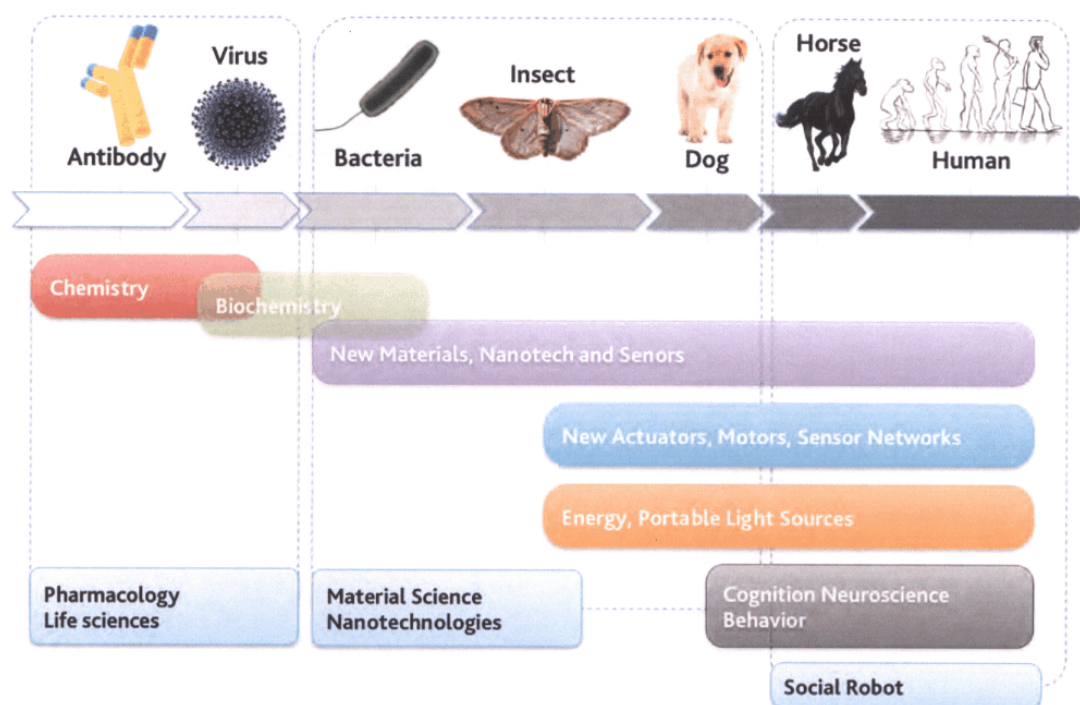 Antibody
Virus
Bacteria
Insect
Dog
Horse
Human
Chemistry
Biochemistry
New Materials, Nanotech and Senors
New Actuators, Motors, Sensor Networks
Energy, Portable Light Sources
Pharmacology
Life sciences
Material Science
Nanotechnologies
Cognition Neuroscience
Behavior
Social Robot